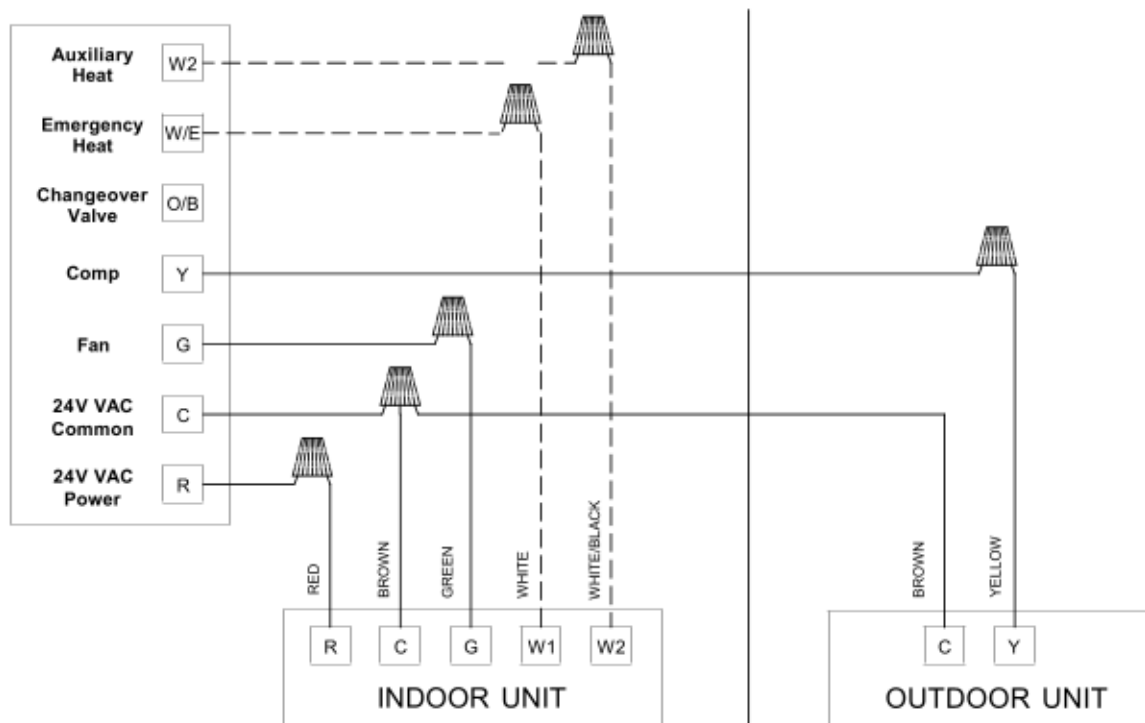 Auxiliary
Heat
W2
Emergency
Heat
W/E
Changeover
Valve
O/B
Comp
Y
Fan
G
24V VAC
Common
C
24V VAC
Power
R
RED
BROWN
GREEN
WHITE
WHITE/BLACK
BROWN
YELLOW
R
C
G
W1
W2
INDOOR UNIT
C
Y
OUTDOOR UNIT